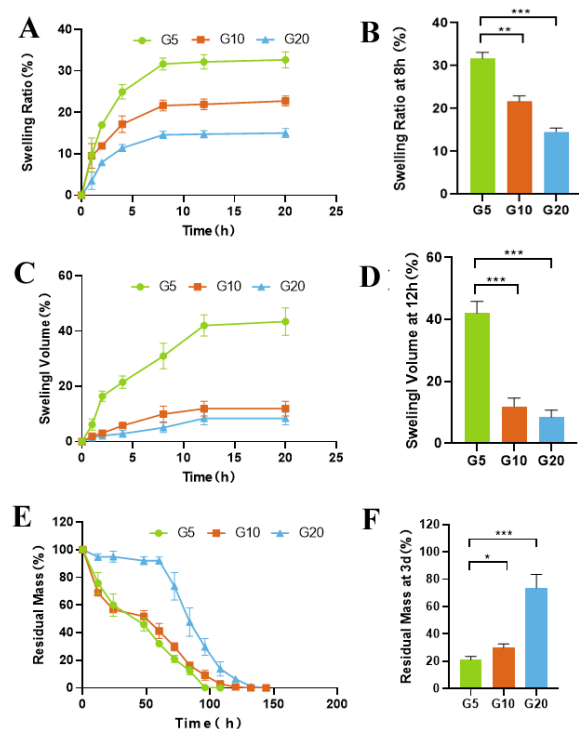 A
G5 G10 G20
Swelling Ratio (%)
40
30
20
10
0
0 5 10 15 20 25
Time(h)
B
Swelling Ratio at 8h (%)
40
30
20
10
0
***
**
G5 G10 G20
C
G5 G10 G20
Swelingl Volume (%)
60
40
20
0
0 5 10 15 20 25
Time(h)
D
Swelingl Volume at 12h(%)
60
40
20
0
***
***
G5 G10 G20
E
G5 G10 G20
Residual Mass(%)
120
100
80
60
40
20
0
0 50 100 150 200
Time( h)
F
Residual Mass at 3d(%)
120
100
80
60
40
20
0
***
*
G5 G10 G20